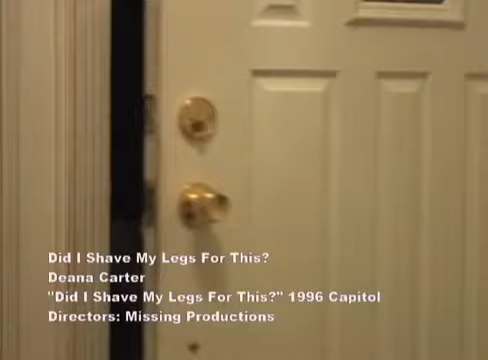 Did I Shave My Legs For This?
Deana Carter
"Did I Shave My Legs For This?" 1996 Capitol
Directors: Missing Productions